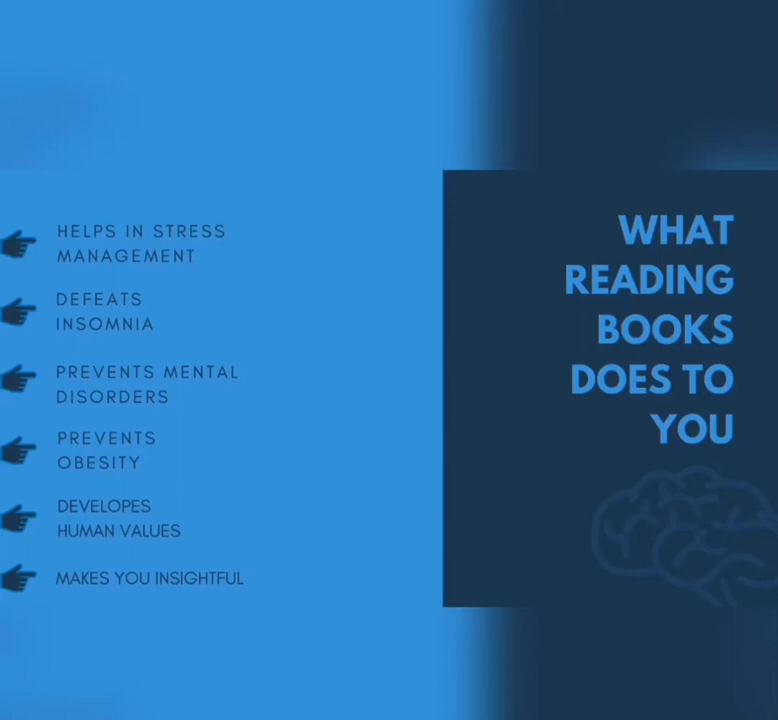 HELPS IN STRESS
MANAGEMENT
DEFEATS
INSOMNIA
PREVENTS MENTAL
DISORDERS
PREVENTS
OBESITY
DEVELOPES
HUMAN VALUES
MAKES YOU INSIGHTFUL
WHAT
READING
BOOKS
DOES TO
YOU